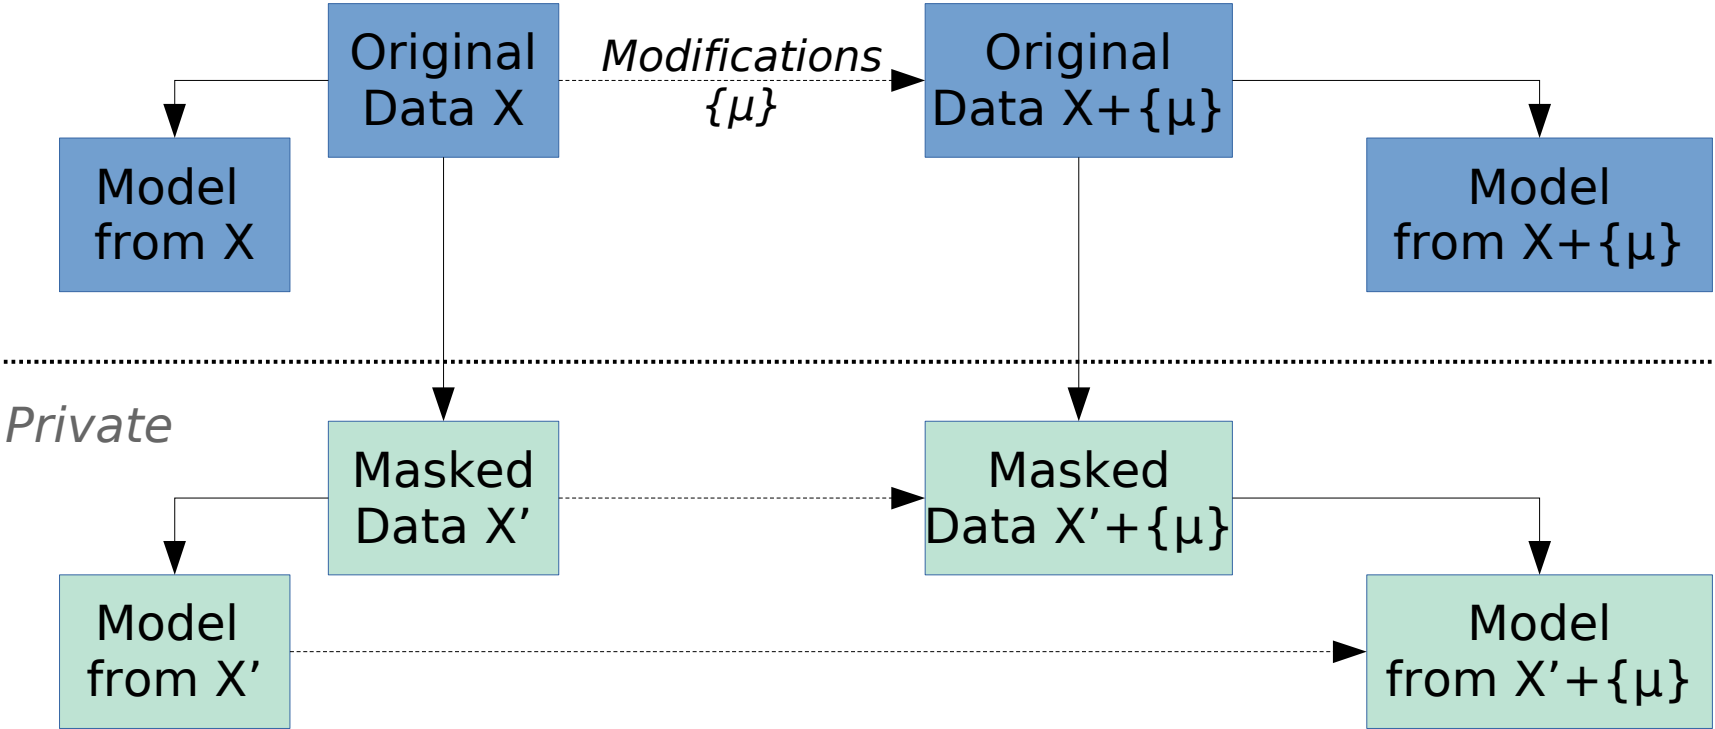 Original
Data X
Modifications
{μ}
Original
Data X+{μ}
Model
from X
Model
from X+{μ}
Private
Masked
Data X’
Masked
Data X’+{μ}
Model
from X’
Model
from X’+{μ}